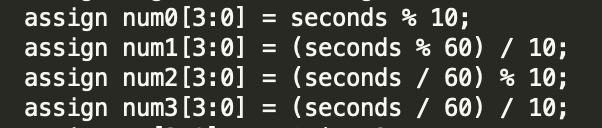 assign num0[3:0] = seconds % 10;
assign num1[3:0] = (seconds % 60) / 10;
assign num2[3:0] = (seconds / 60) % 10;
assign num3[3:0] = (seconds / 60) / 10;